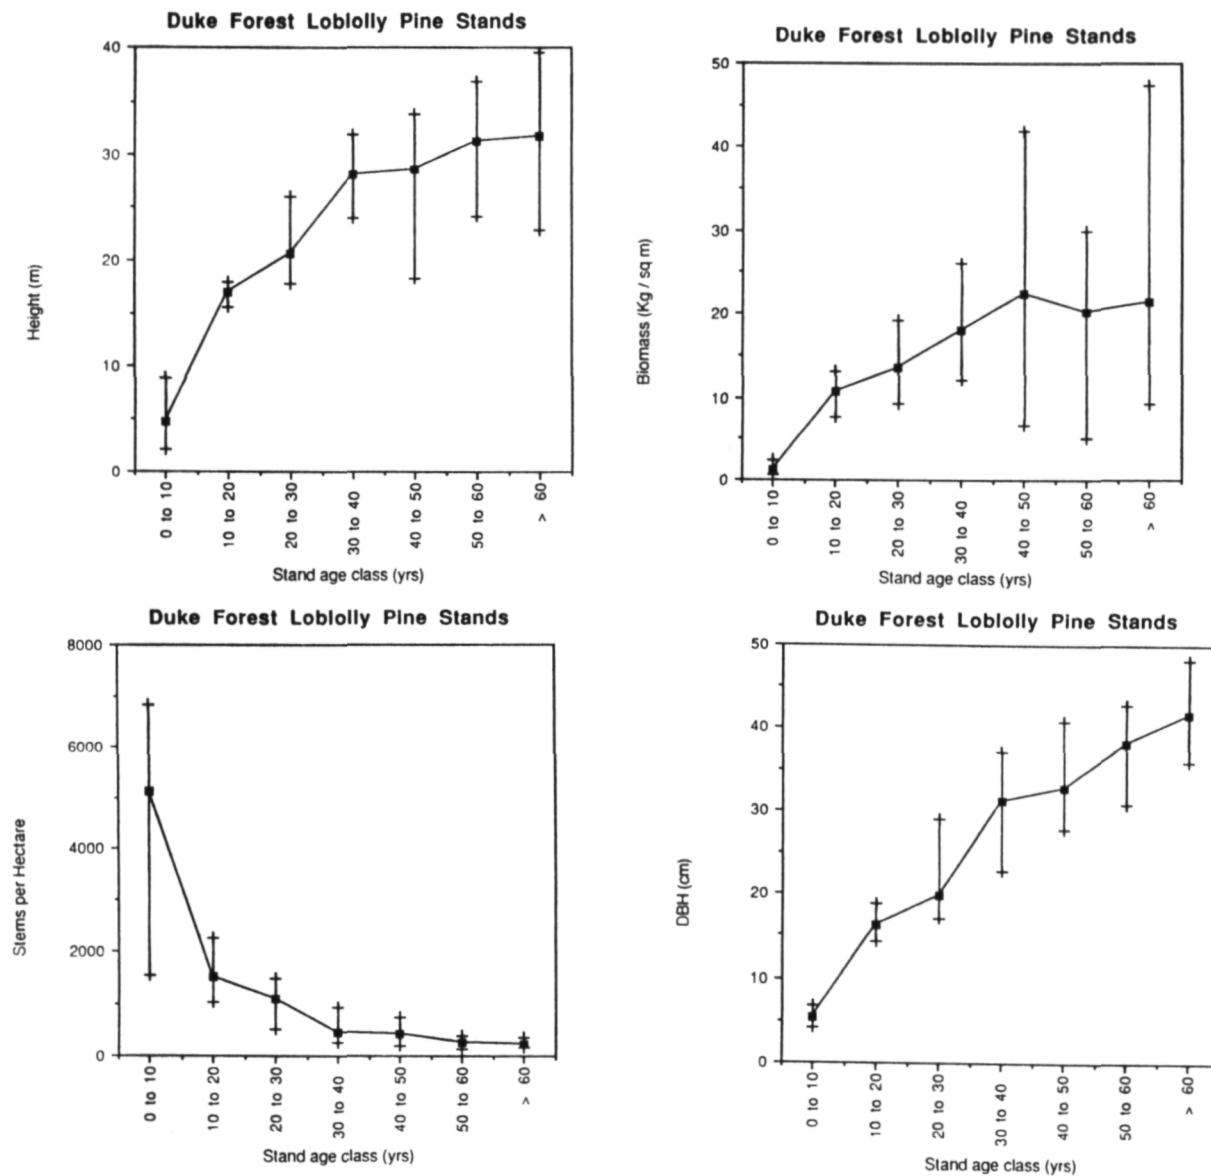 Duke Forest Loblolly Pine Stands
40
30
20
10
0
Height (m)
0 to 10
10 to 20
20 to 30
30 to 40
40 to 50
50 to 60
> 60
Stand age class (yrs)
Duke Forest Loblolly Pine Stands
50
40
30
20
10
0
Biomass (Kg / sq m)
0 to 10
10 to 20
20 to 30
30 to 40
40 to 50
50 to 60
> 60
Stand age class (yrs)
Duke Forest Loblolly Pine Stands
8000
6000
4000
2000
0
Stems per Hectare
0 to 10
10 to 20
20 to 30
30 to 40
40 to 50
50 to 60
> 60
Stand age class (yrs)
Duke Forest Loblolly Pine Stands
50
40
30
20
10
0
DBH (cm)
0 to 10
10 to 20
20 to 30
30 to 40
40 to 50
50 to 60
> 60
Stand age class (yrs)